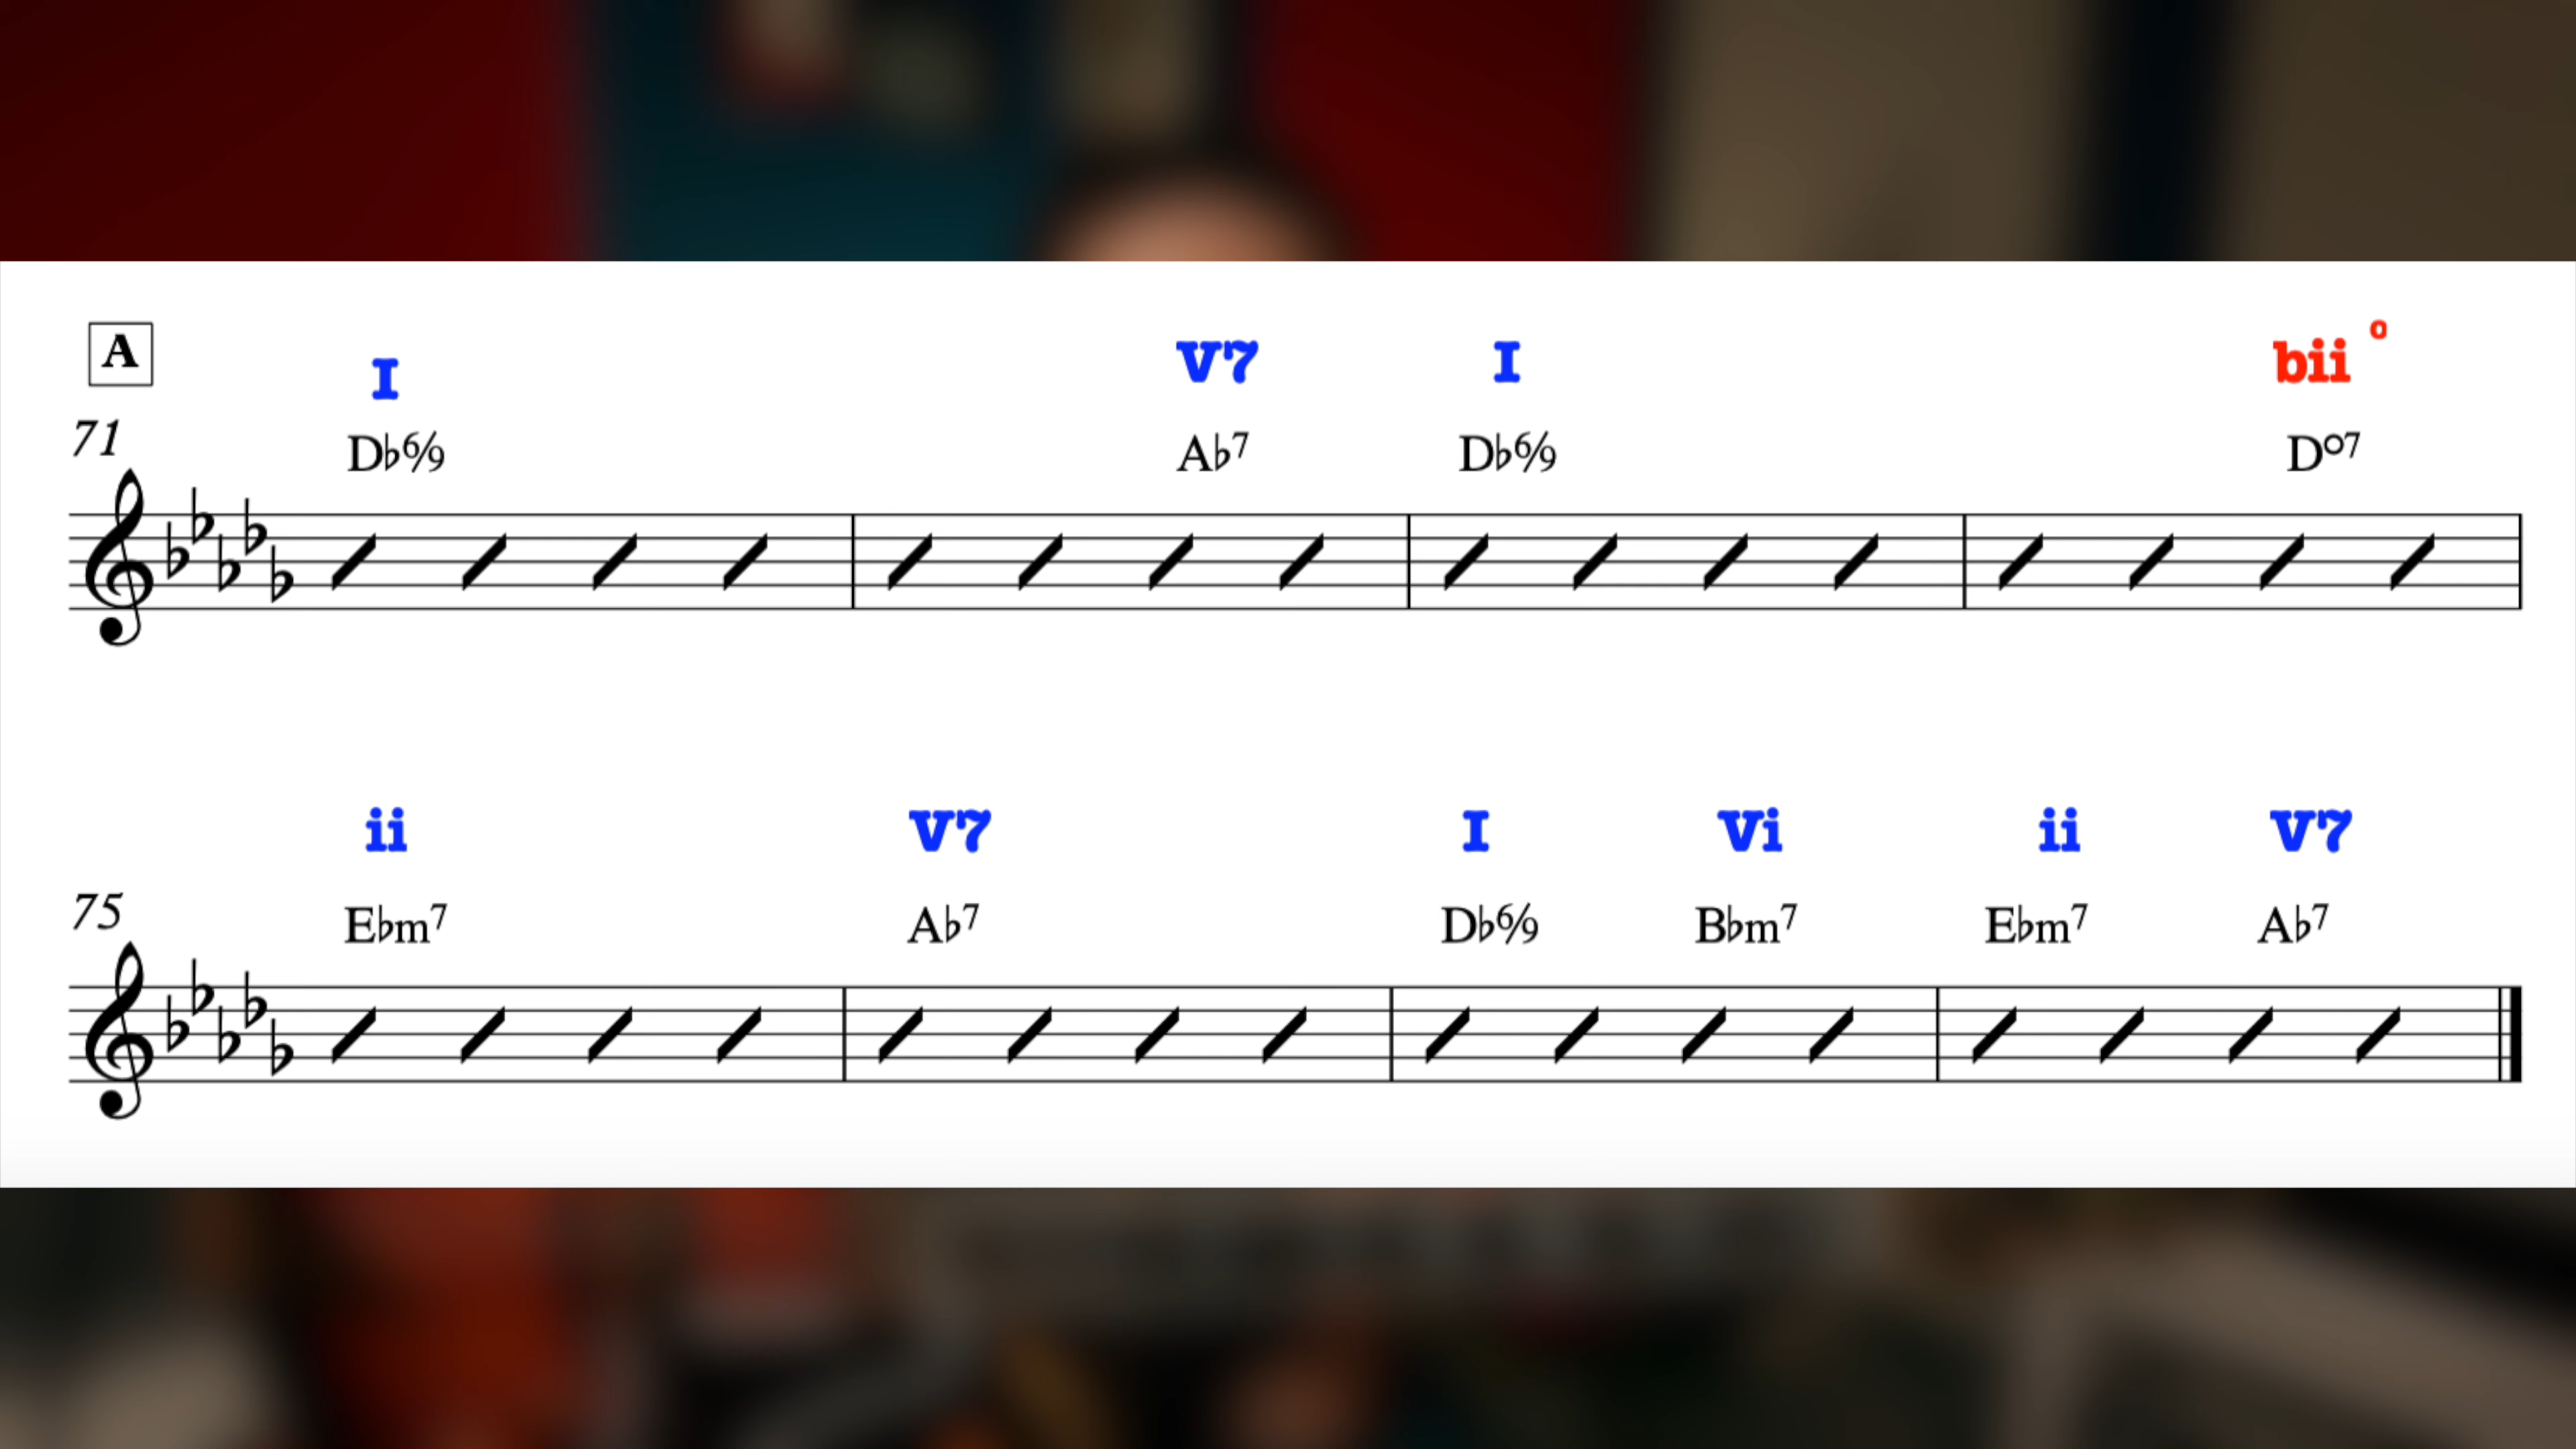 A
I V7 I bii o
71
D♭6/9 A♭7 D♭6/9 D°7
ii V7 I Vi ii V7
75
E♭m7 A♭7 D♭6/9 B♭m7 E♭m7 A♭7